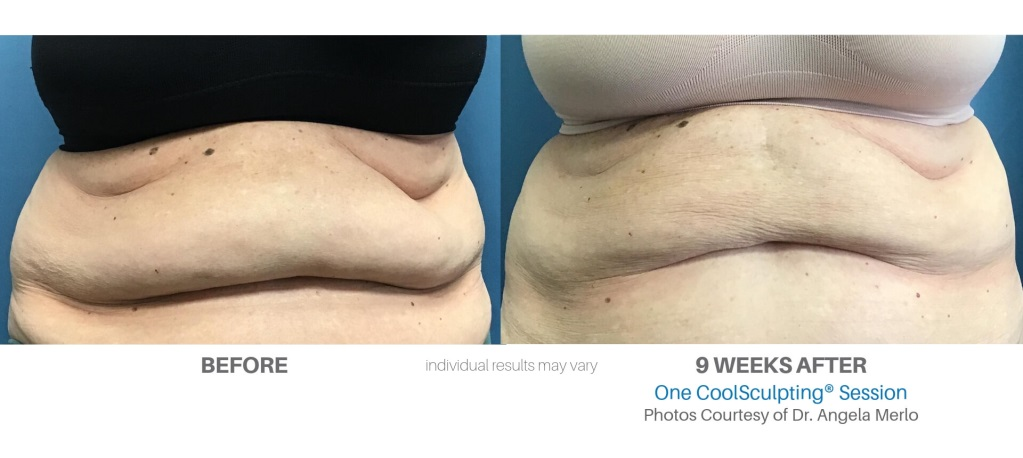 BEFORE
individual results may vary
9 WEEKS AFTER
One CoolSculpting® Session
Photos Courtesy of Dr. Angela Merlo